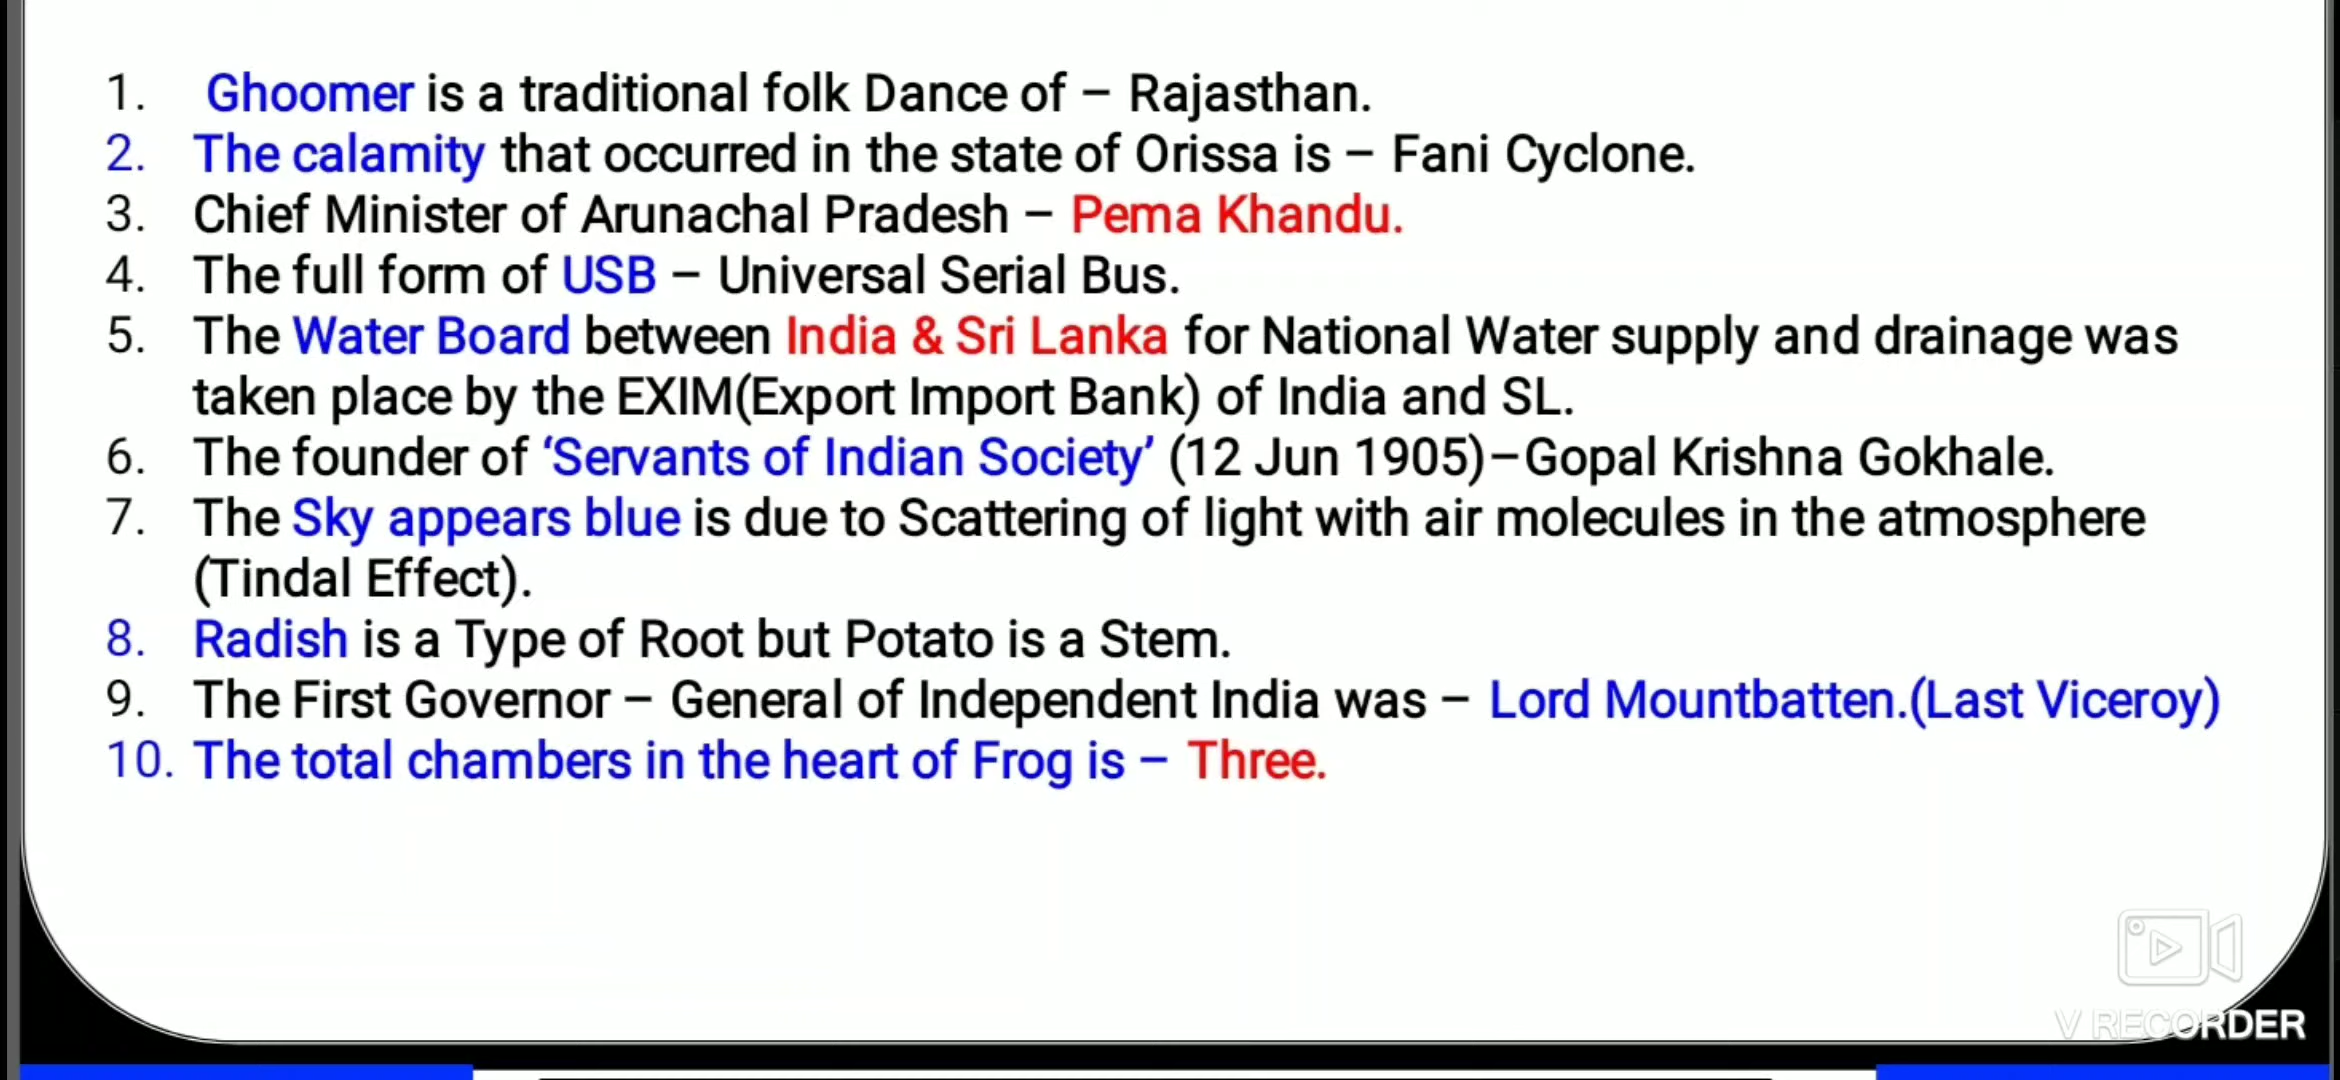 1. Ghoomer is a traditional folk Dance of – Rajasthan.
2. The calamity that occurred in the state of Orissa is – Fani Cyclone.
3. Chief Minister of Arunachal Pradesh – Pema Khandu.
4. The full form of USB – Universal Serial Bus.
5. The Water Board between India & Sri Lanka for National Water supply and drainage was
taken place by the EXIM(Export Import Bank) of India and SL.
6. The founder of ‘Servants of Indian Society’ (12 Jun 1905)–Gopal Krishna Gokhale.
7. The Sky appears blue is due to Scattering of light with air molecules in the atmosphere
(Tindal Effect).
8. Radish is a Type of Root but Potato is a Stem.
9. The First Governor – General of Independent India was – Lord Mountbatten.(Last Viceroy)
10. The total chambers in the heart of Frog is – Three.
V RECORDER